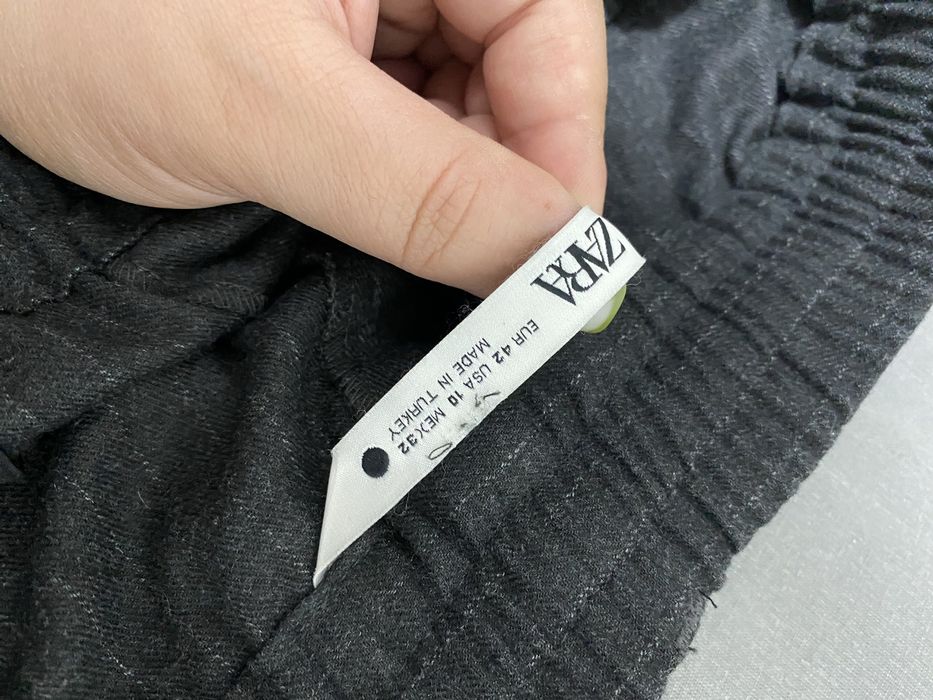 ZARA
EUR 42 USA 10 MEX 32
MADE IN TURKEY